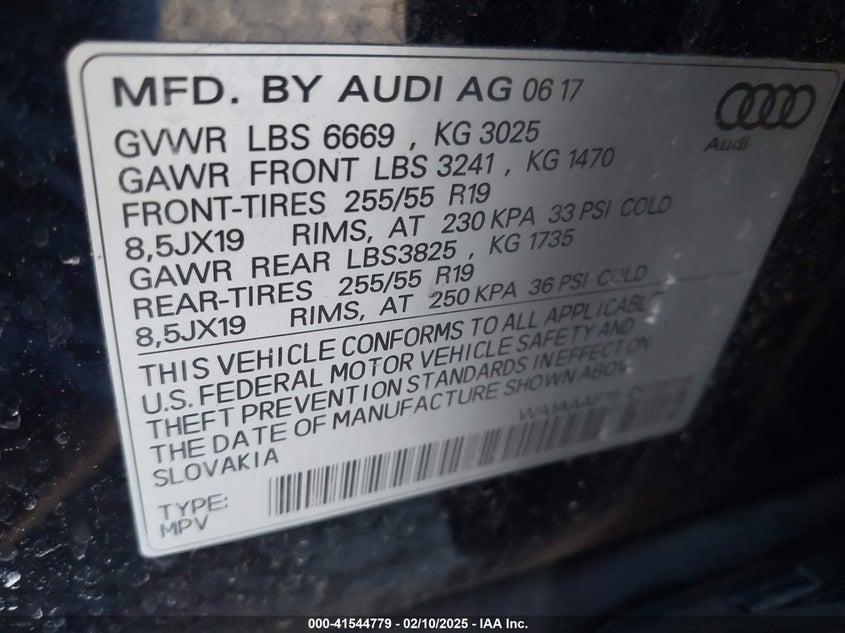 MFD. BY AUDI AG 06 17
Audi
GVWR LBS 6669 , KG 3025
GAWR FRONT LBS 3241 , KG 1470
FRONT-TIRES 255/55 R19
8,5JX19 RIMS, AT 230 KPA 33 PSI COLD
GAWR REAR LBS3825 , KG 1735
REAR-TIRES 255/55 R19
8,5JX19 RIMS, AT 250 KPA 36 PSI COLD
THIS VEHICLE CONFORMS TO ALL APPLICABLE
U.S. FEDERAL MOTOR VEHICLE SAFETY AND
THEFT PREVENTION STANDARDS IN EFFECT ON
THE DATE OF MANUFACTURE SHOWN ABOVE
SLOVAKIA
TYPE:
MPV
000-41544779 - 02/10/2025 - IAA Inc.